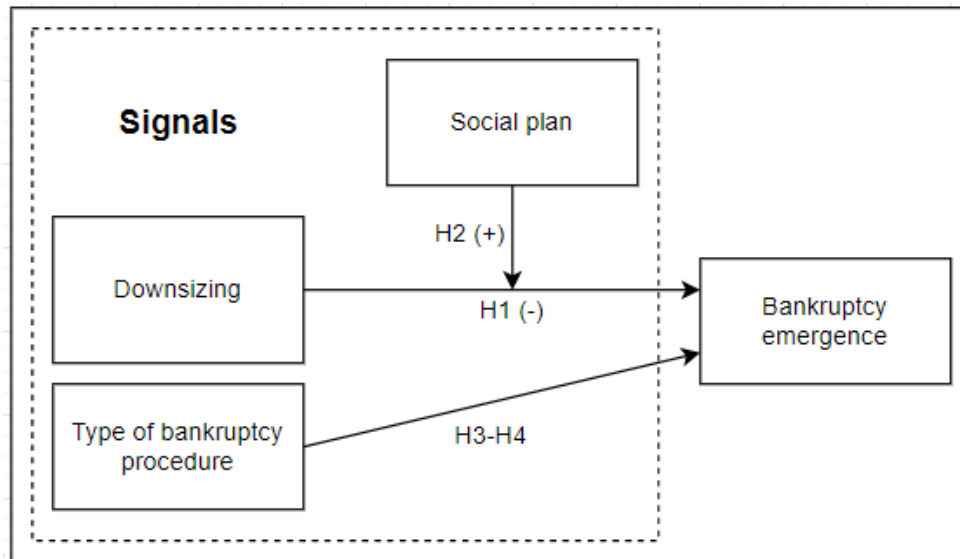 Signals
Social plan
H2 (+)
Downsizing
H1 (-)
Bankruptcy
emergence
Type of bankruptcy
procedure
H3-H4